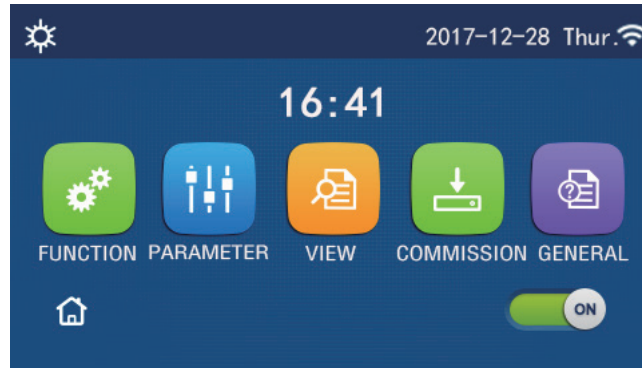 2017-12-28 Thur.
16:41
FUNCTION PARAMETER VIEW COMMISSION GENERAL
ON